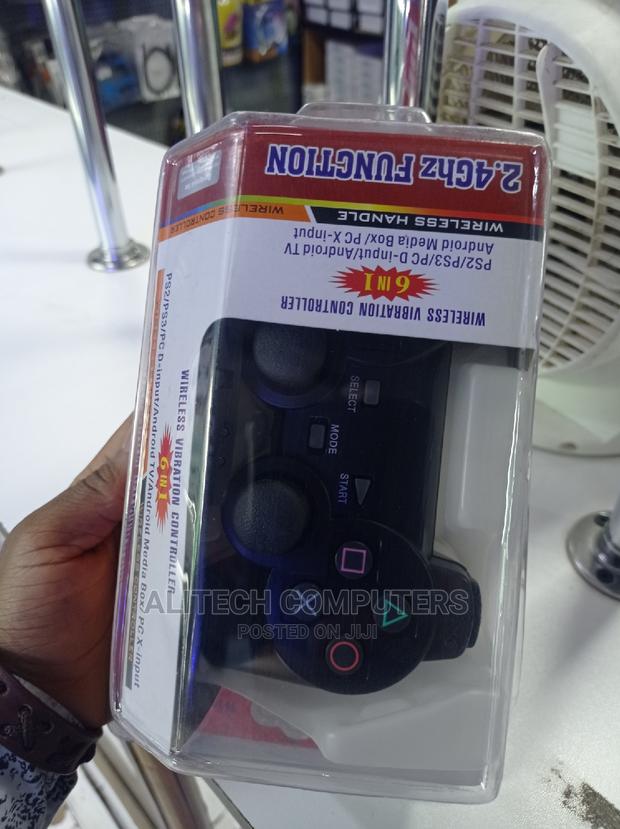 2.4Ghz FUNCTION
WIRELESS HANDLE
WIRELESS CONTROLLER
PS2/PS3/PC D-input/Android TV
Android Media Box/ PC X-input
6 IN 1
WIRELESS VIBRATION CONTROLLER
SELECT
MODE
START
PS2/PS3/PC D-input/Android TV/Android Media Box/ PC X-input
WIRELESS VIBRATION CONTROLLER
6 IN 1
ALITECH COMPUTERS
POSTED ON JIJI